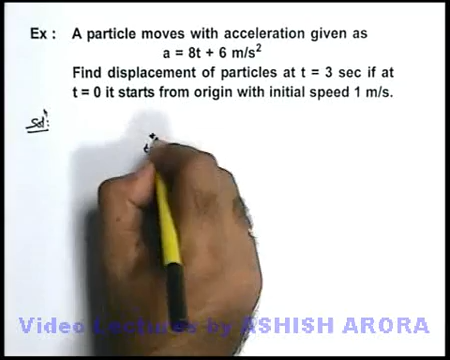 Ex : A particle moves with acceleration given as
a = 8t + 6 m/s²
Find displacement of particles at t = 3 sec if at
t = 0 it starts from origin with initial speed 1 m/s.
Solⁿ:
Video Lectures by ASHISH ARORA